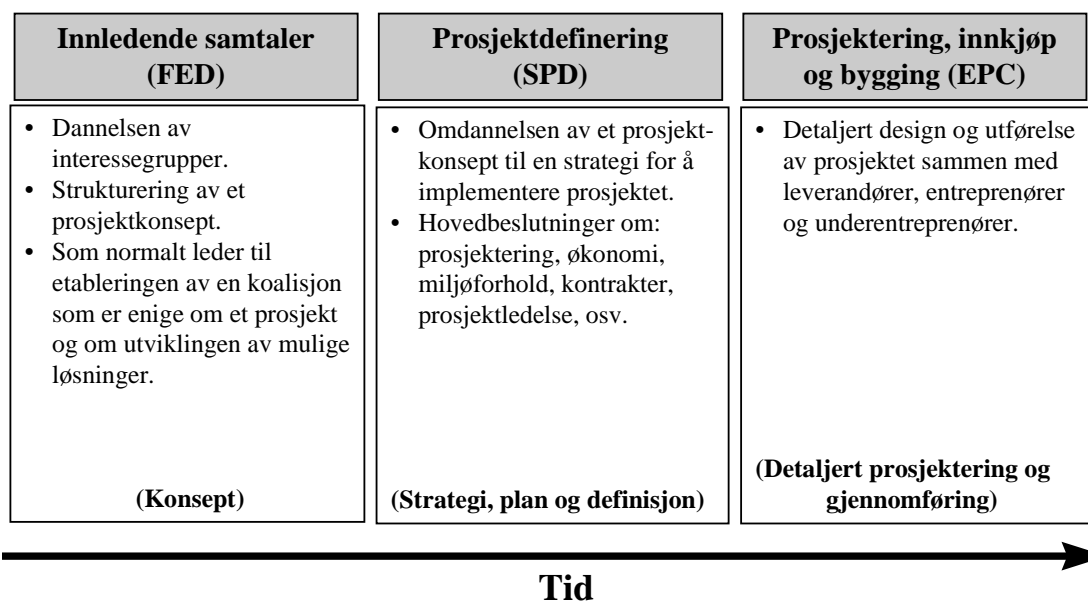 Innledende samtaler
(FED)
• Dannelsen av
interessegrupper.
• Strukturering av et
prosjektkonsept.
• Som normalt leder til
etableringen av en koalisjon
som er enige om et prosjekt
og om utviklingen av mulige
løsninger.
(Konsept)
Prosjektdefinering
(SPD)
• Omdannelsen av et prosjekt-
konsept til en strategi for å
implementere prosjektet.
• Hovedbeslutninger om:
prosjektering, økonomi,
miljøforhold, kontrakter,
prosjektledelse, osv.
(Strategi, plan og definisjon)
Prosjektering, innkjøp
og bygging (EPC)
• Detaljert design og utførelse
av prosjektet sammen med
leverandører, entreprenører
og underentreprenører.
(Detaljert prosjektering og
gjennomføring)
Tid